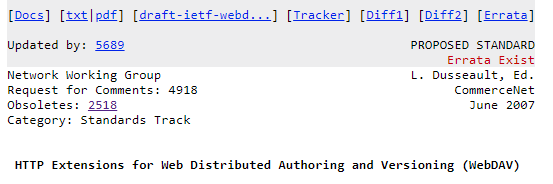 [Docs] [txt|pdf] [draft-ietf-webd...] [Tracker] [Diff1] [Diff2] [Errata]
Updated by: 5689 PROPOSED STANDARD
Errata Exist
Network Working Group L. Dusseault, Ed.
Request for Comments: 4918 CommerceNet
Obsoletes: 2518 June 2007
Category: Standards Track
HTTP Extensions for Web Distributed Authoring and Versioning (WebDAV)